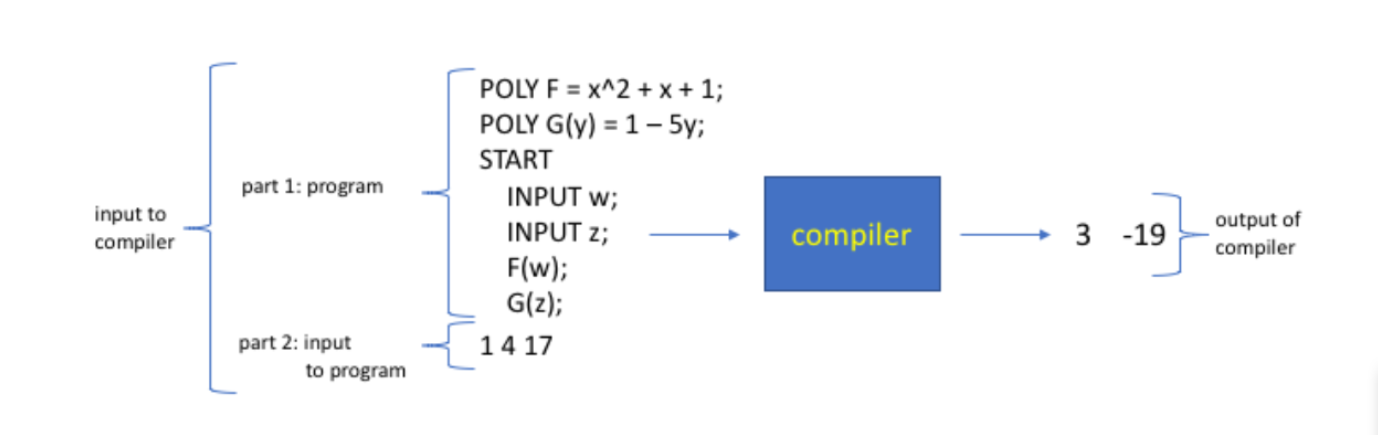 input to
compiler
part 1: program
part 2: input
to program
POLY F = x^2 + x + 1;
POLY G(y) = 1 – 5y;
START
INPUT w;
INPUT z;
F(w);
G(z);
1 4 17
compiler
3 -19
output of
compiler